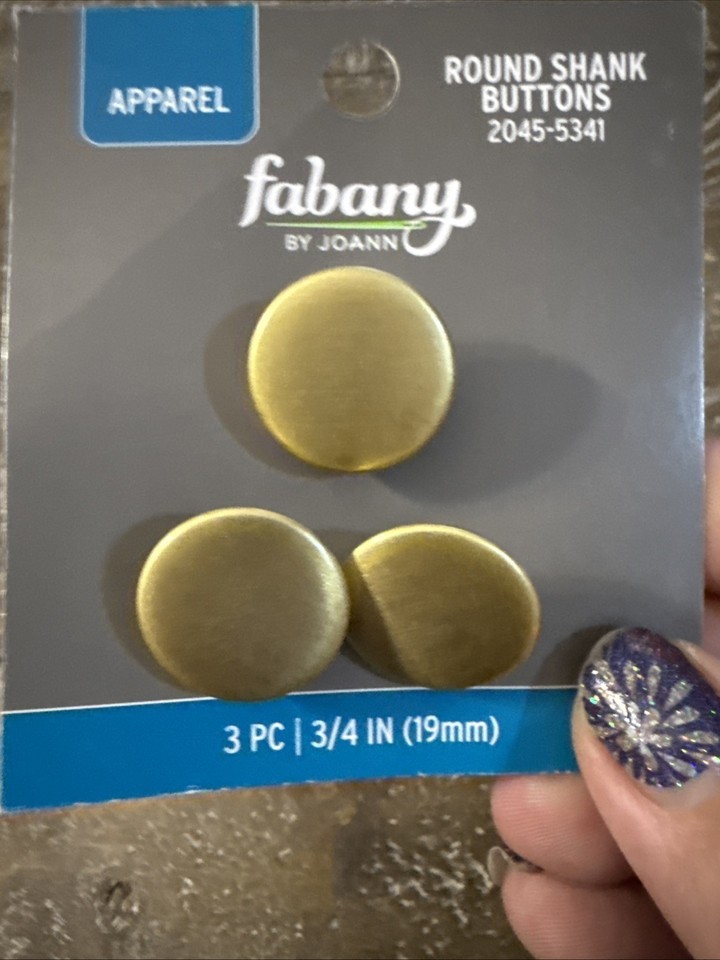 APPAREL
ROUND SHANK
BUTTONS
2045-5341
fabany
BY JOANN
3 PC | 3/4 IN (19mm)